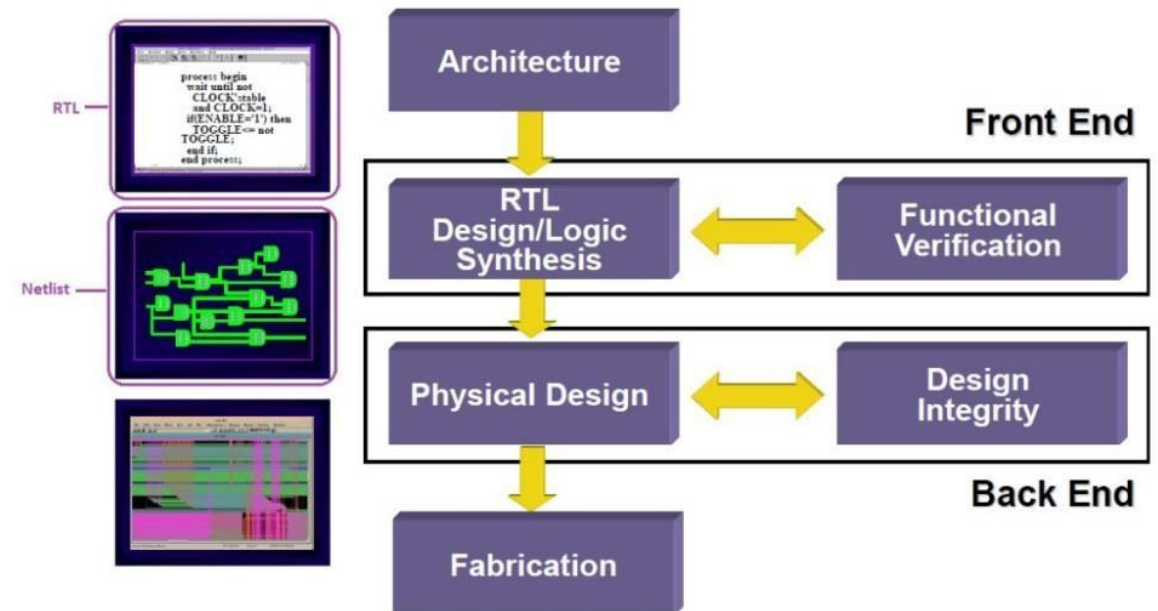 RTL
process begin
wait until not
CLOCK'stable
and CLOCK=1;
if(ENABLE='1') then
TOGGLE<= not
TOGGLE;
end if;
end process;
Netlist
Architecture
Front End
RTL
Design/Logic
Synthesis
Functional
Verification
Physical Design
Design
Integrity
Back End
Fabrication